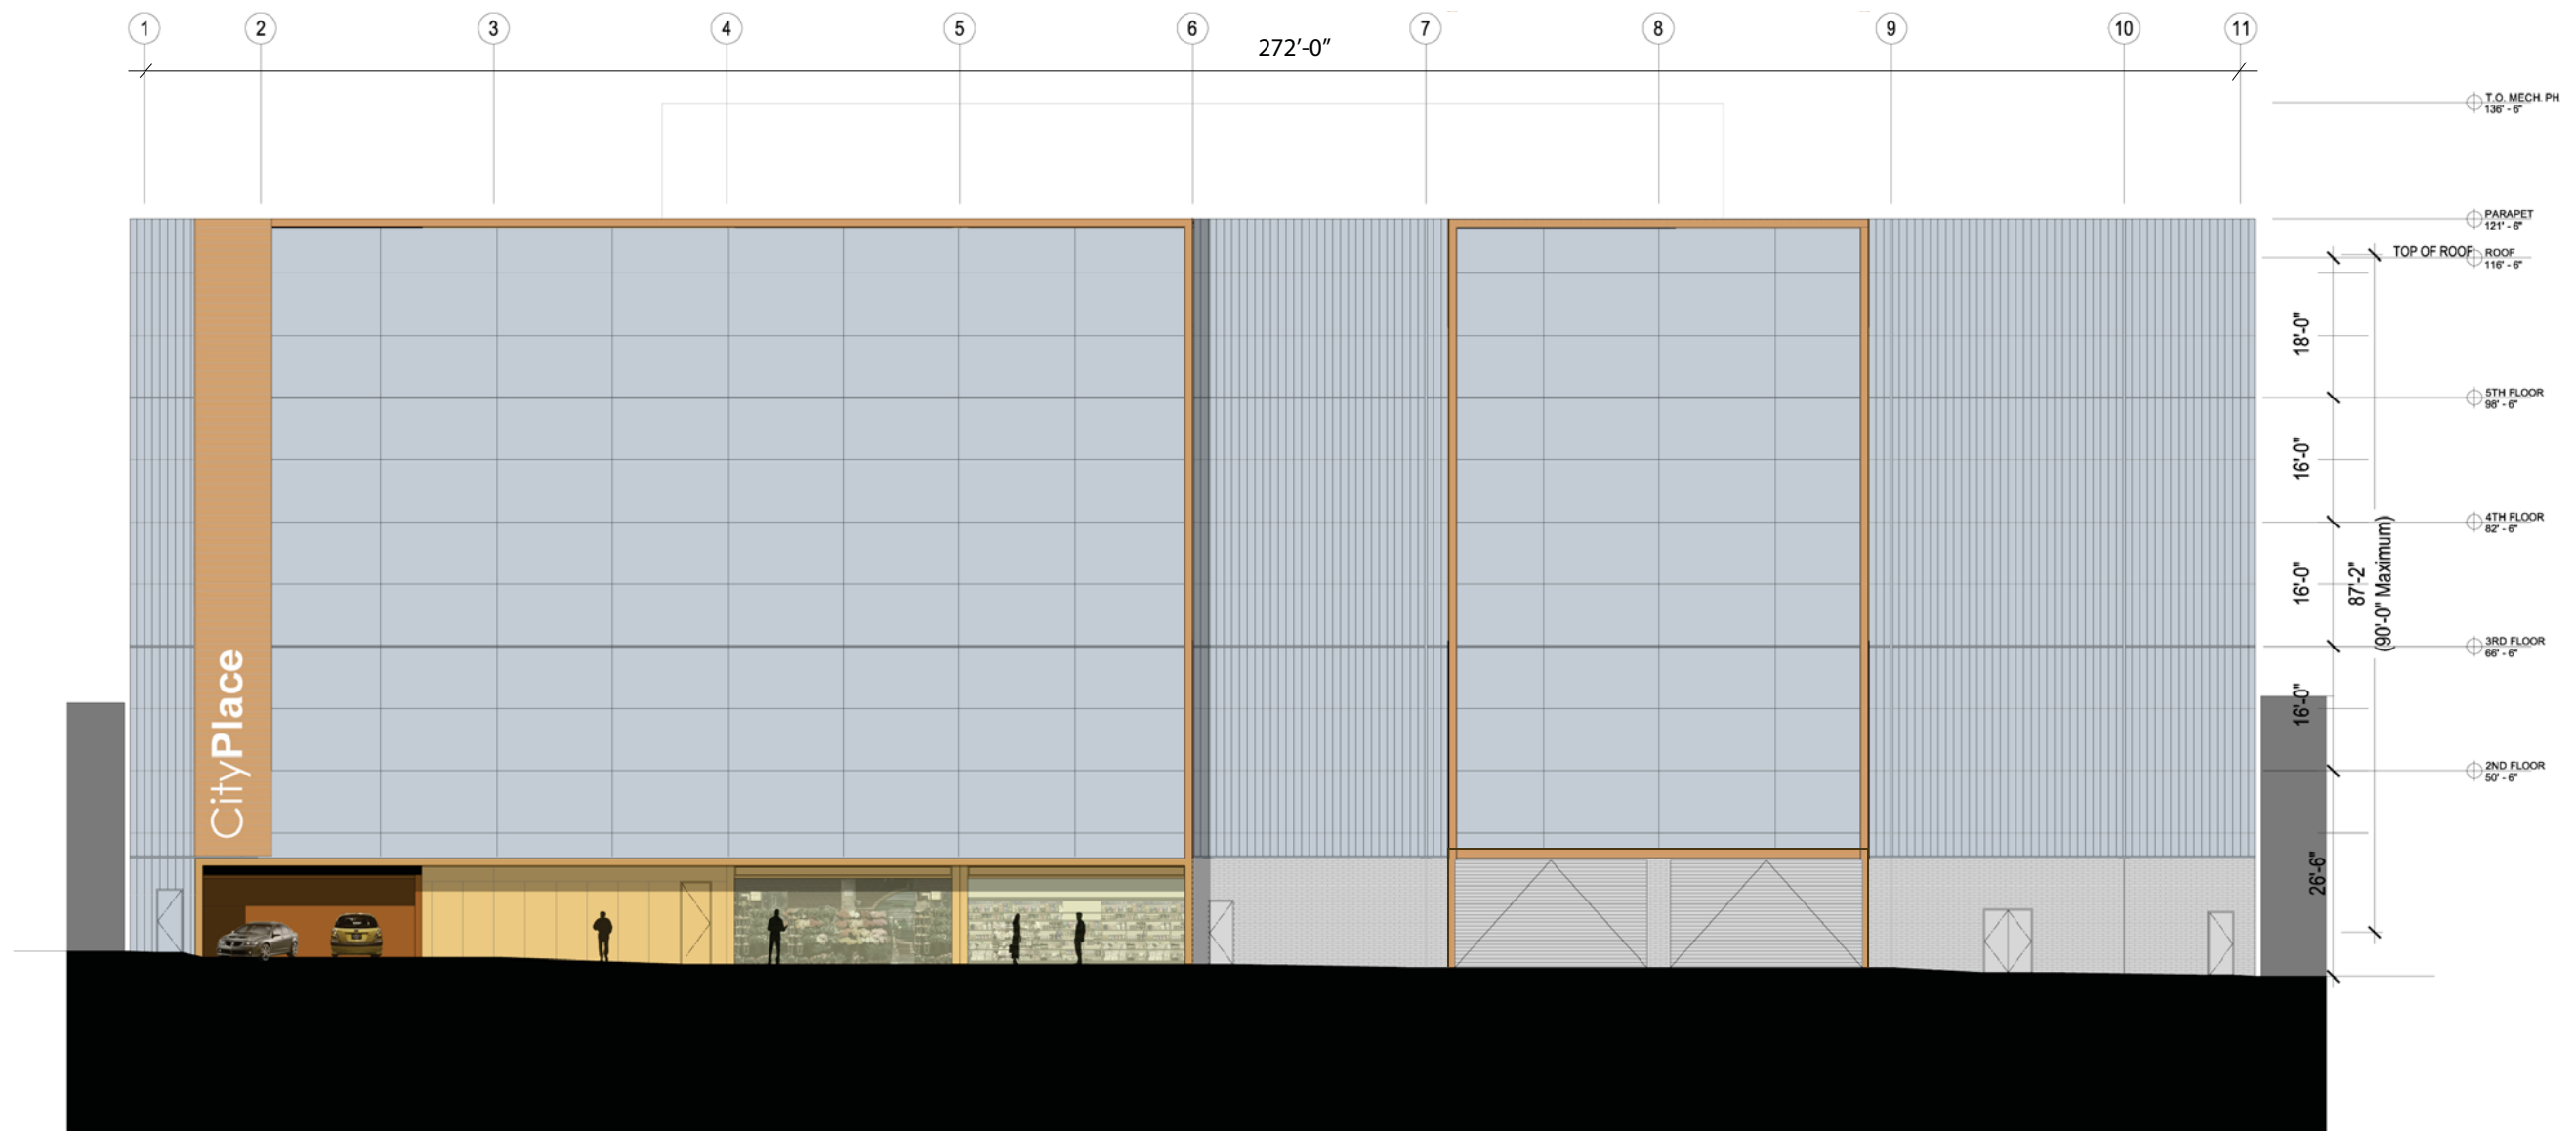 1 2 3 4 5 6 7 8 9 10 11
272'-0"
T.O. MECH. PH
136' - 6"
PARAPET
121' - 6"
TOP OF ROOF
ROOF
116' - 6"
18'-0"
5TH FLOOR
98' - 6"
16'-0"
4TH FLOOR
82' - 6"
16'-0"
87'-2"
(90'-0" Maximum)
3RD FLOOR
66' - 6"
16'-0"
2ND FLOOR
50' - 6"
26'-6"
CityPlace